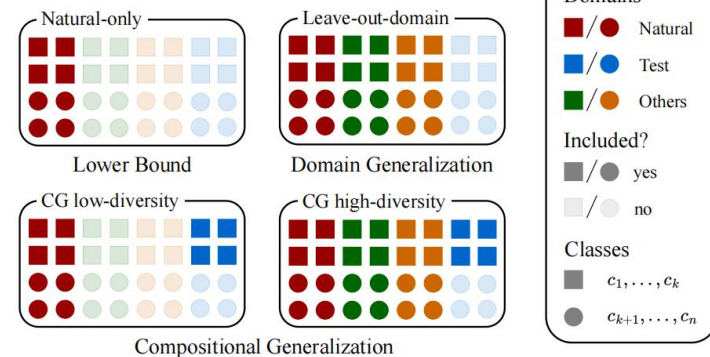 Natural-only
Lower Bound
Leave-out-domain
Domain Generalization
CG low-diversity
CG high-diversity
Compositional Generalization
Domains
Natural
Test
Others
Included?
yes
no
Classes
c₁, . . . , cₖ
cₖ₊₁, . . . , cₙ